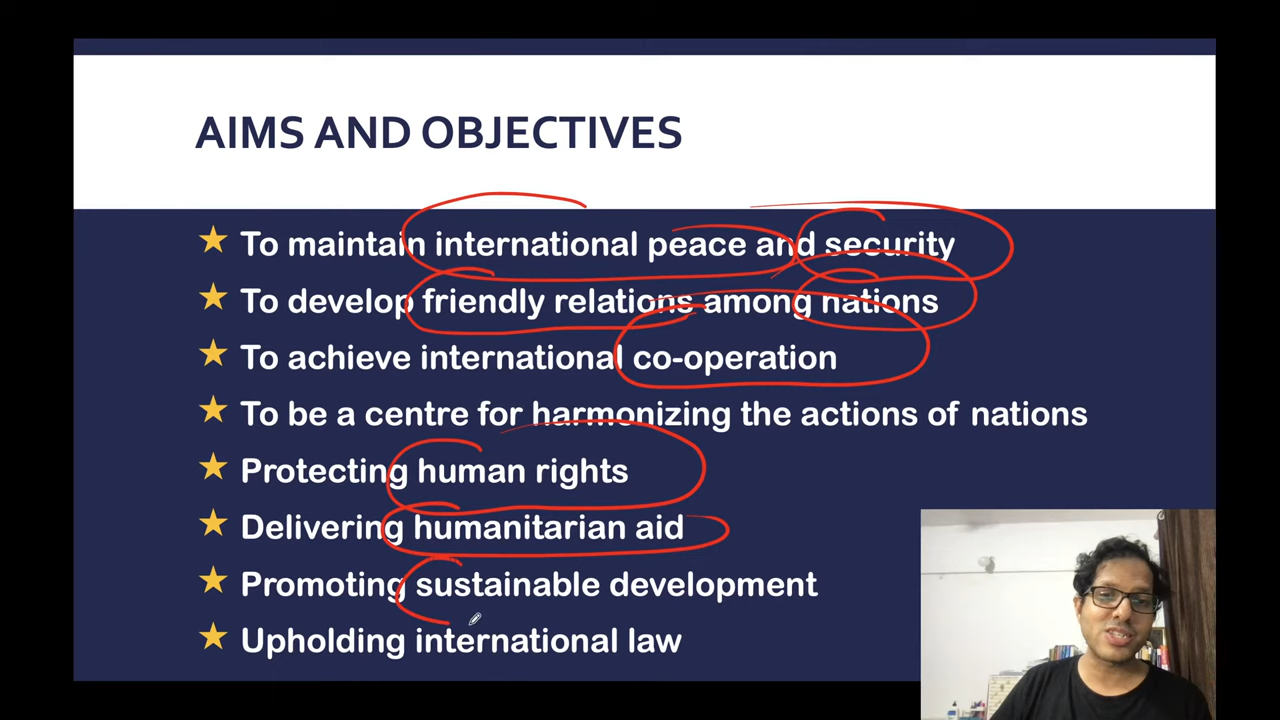 AIMS AND OBJECTIVES
To maintain international peace and security
To develop friendly relations among nations
To achieve international co-operation
To be a centre for harmonizing the actions of nations
Protecting human rights
Delivering humanitarian aid
Promoting sustainable development
Upholding international law